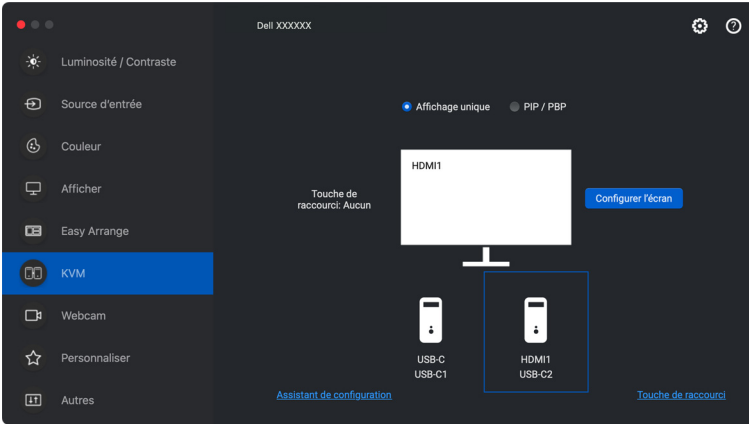 Dell XXXXXX
Luminosité / Contraste
Source d'entrée
Couleur
Afficher
Easy Arrange
KVM
Webcam
Personnaliser
Autres
Affichage unique
PIP / PBP
HDMI1
Touche de
raccourci: Aucun
Configurer l'écran
USB-C
USB-C1
HDMI1
USB-C2
Assistant de configuration
Touche de raccourci